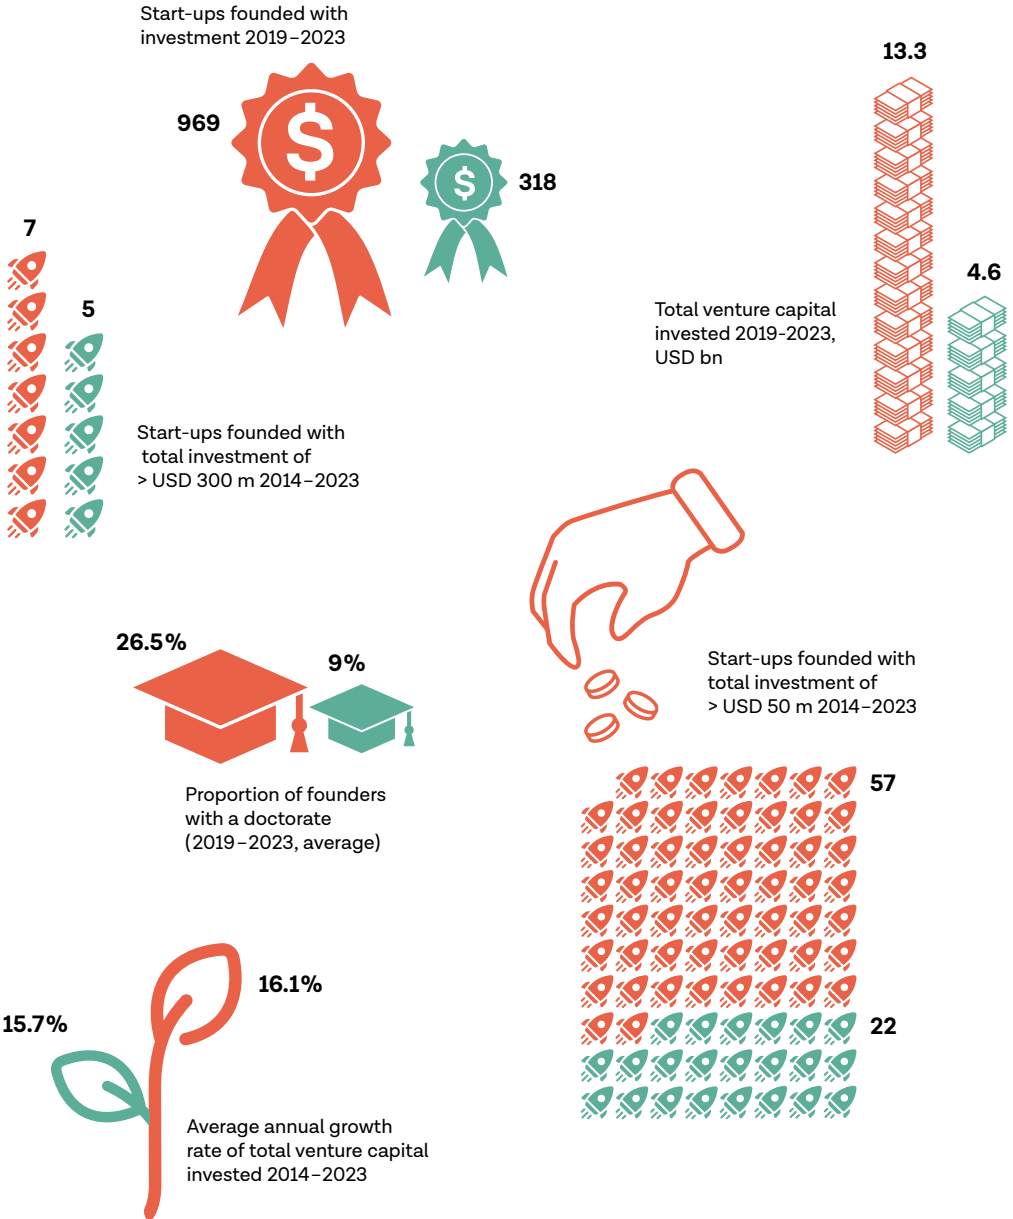 Start-ups founded with
investment 2019–2023
969
$
$
318
13.3
4.6
Total venture capital
invested 2019-2023,
USD bn
7
5
Start-ups founded with
total investment of
> USD 300 m 2014–2023
26.5%
9%
Proportion of founders
with a doctorate
(2019–2023, average)
Start-ups founded with
total investment of
> USD 50 m 2014–2023
57
22
16.1%
15.7%
Average annual growth
rate of total venture capital
invested 2014–2023